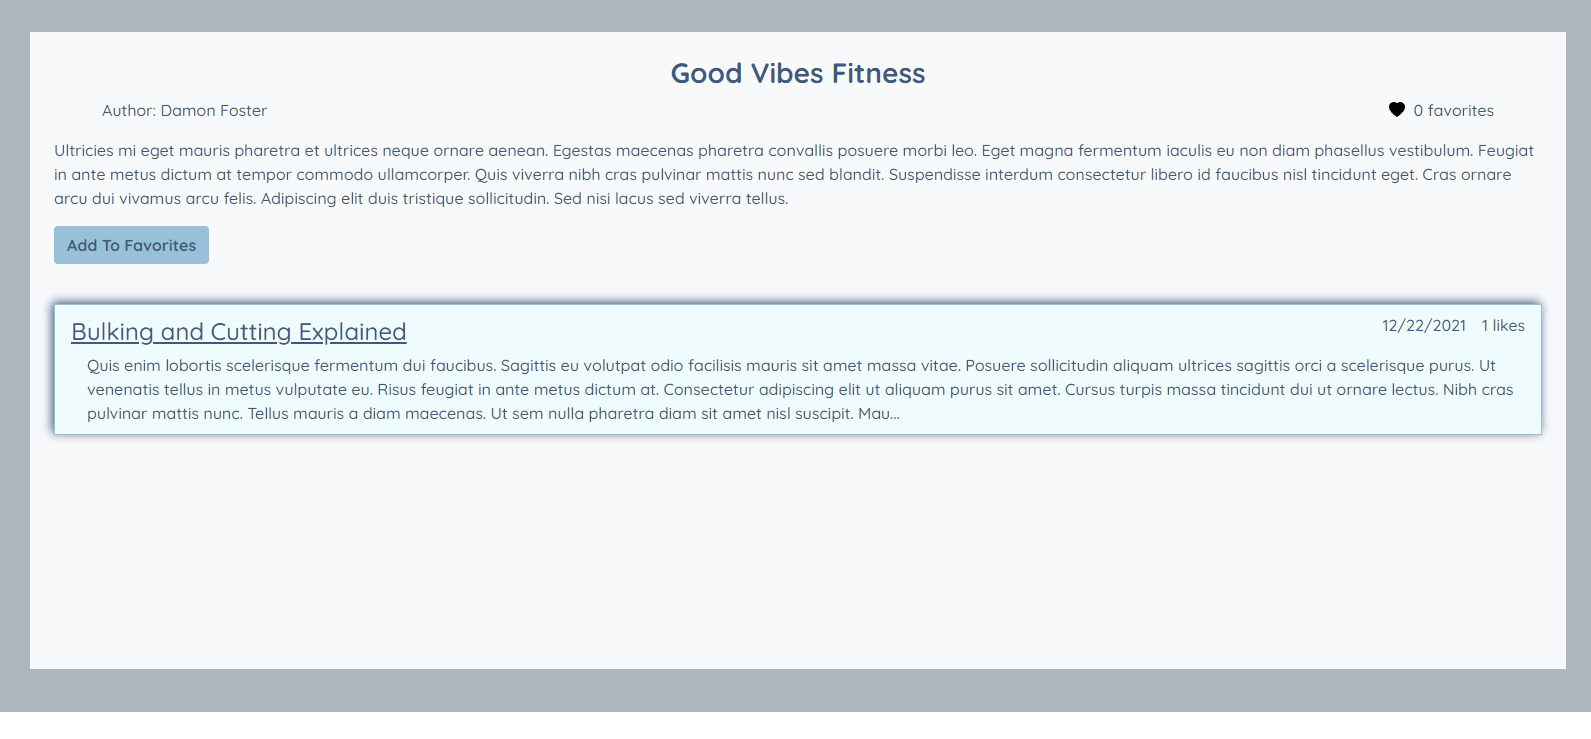 Good Vibes Fitness
Author: Damon Foster
0 favorites
Ultricies mi eget mauris pharetra et ultrices neque ornare aenean. Egestas maecenas pharetra convallis posuere morbi leo. Eget magna fermentum iaculis eu non diam phasellus vestibulum. Feugiat
in ante metus dictum at tempor commodo ullamcorper. Quis viverra nibh cras pulvinar mattis nunc sed blandit. Suspendisse interdum consectetur libero id faucibus nisl tincidunt eget. Cras ornare
arcu dui vivamus arcu felis. Adipiscing elit duis tristique sollicitudin. Sed nisi lacus sed viverra tellus.
Add To Favorites
Bulking and Cutting Explained
12/22/2021 1 likes
Quis enim lobortis scelerisque fermentum dui faucibus. Sagittis eu volutpat odio facilisis mauris sit amet massa vitae. Posuere sollicitudin aliquam ultrices sagittis orci a scelerisque purus. Ut
venenatis tellus in metus vulputate eu. Risus feugiat in ante metus dictum at. Consectetur adipiscing elit ut aliquam purus sit amet. Cursus turpis massa tincidunt dui ut ornare lectus. Nibh cras
pulvinar mattis nunc. Tellus mauris a diam maecenas. Ut sem nulla pharetra diam sit amet nisl suscipit. Mau...